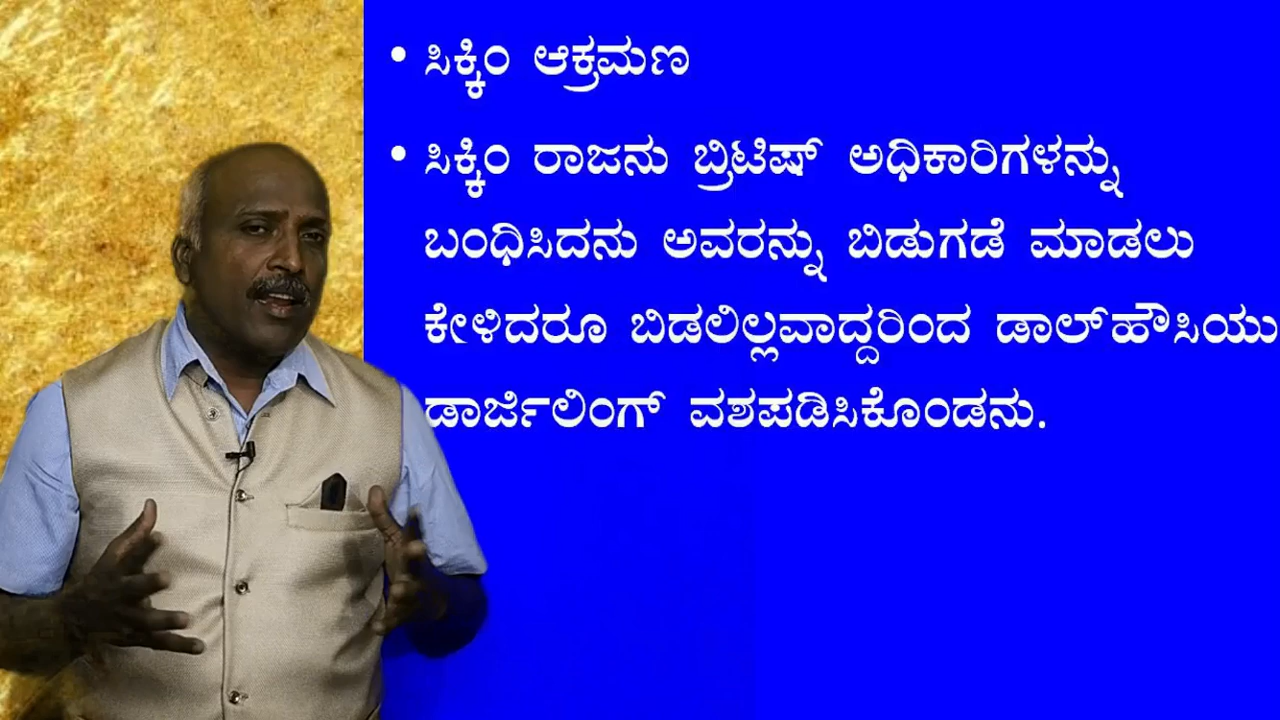 • ಸಿಕ್ಕಿಂ ಆಕ್ರಮಣ
• ಸಿಕ್ಕಿಂ ರಾಜನು ಬ್ರಿಟಿಷ್ ಅಧಿಕಾರಿಗಳನ್ನು
ಬಂಧಿಸಿದನು ಅವರನ್ನು ಬಿಡುಗಡೆ ಮಾಡಲು
ಕೇಳಿದರೂ ಬಿಡಲಿಲ್ಲವಾದ್ದರಿಂದ ಡಾಲ್‌ಹೌಸಿಯು
ಡಾರ್ಜಿಲಿಂಗ್ ವಶಪಡಿಸಿಕೊಂಡನು.